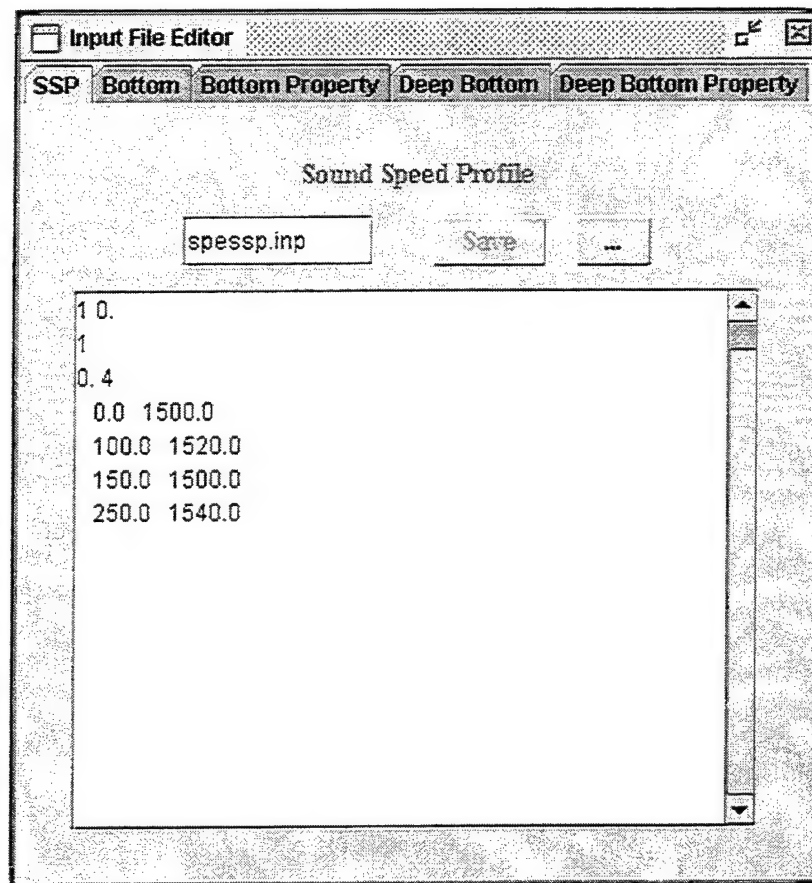 Input File Editor
SSP Bottom Bottom Property Deep Bottom Deep Bottom Property
Sound Speed Profile
spessp.inp Save ...
1 0.
1
0. 4
0.0 1500.0
100.0 1520.0
150.0 1500.0
250.0 1540.0